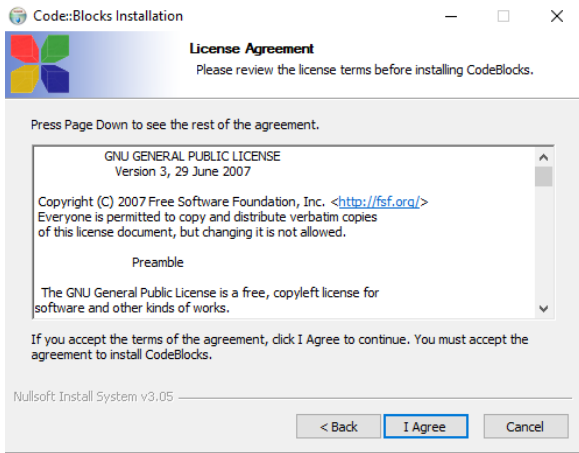 Code::Blocks Installation
License Agreement
Please review the license terms before installing CodeBlocks.
Press Page Down to see the rest of the agreement.
GNU GENERAL PUBLIC LICENSE
Version 3, 29 June 2007
Copyright (C) 2007 Free Software Foundation, Inc. <http://fsf.org/>
Everyone is permitted to copy and distribute verbatim copies
of this license document, but changing it is not allowed.
Preamble
The GNU General Public License is a free, copyleft license for
software and other kinds of works.
If you accept the terms of the agreement, click I Agree to continue. You must accept the
agreement to install CodeBlocks.
Nullsoft Install System v3.05
< Back I Agree Cancel